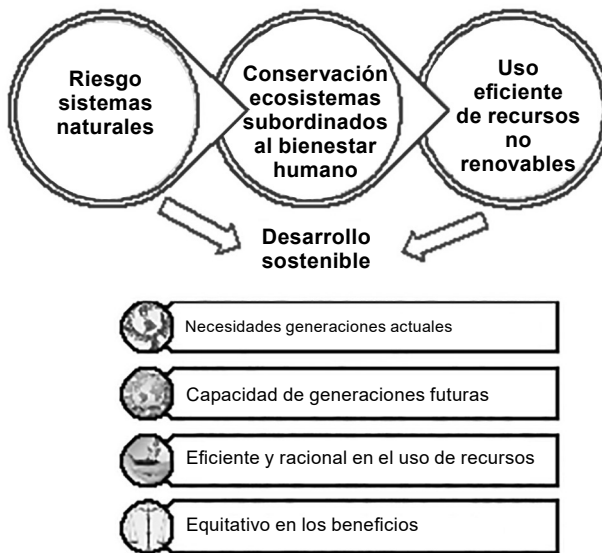 Riesgo
sistemas
naturales
Conservación
ecosistemas
subordinados
al bienestar
humano
Uso
eficiente
de recursos
no
renovables
Desarrollo
sostenible
Necesidades generaciones actuales
Capacidad de generaciones futuras
Eficiente y racional en el uso de recursos
Equitativo en los beneficios